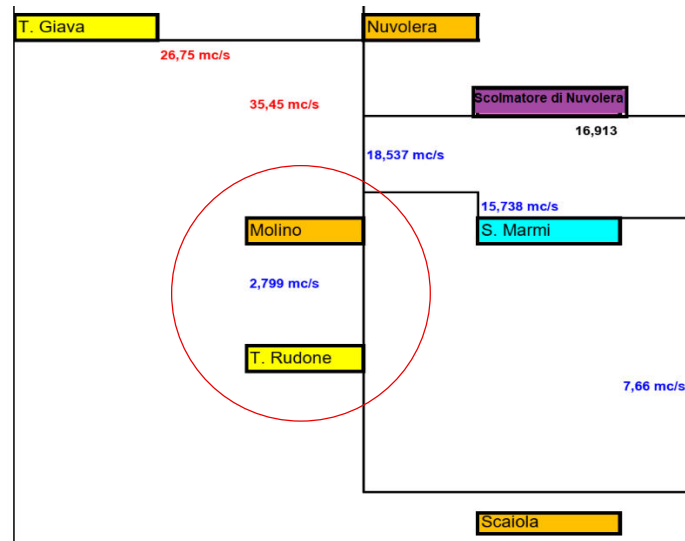 T. Giava
Nuvolera
26,75 mc/s
35,45 mc/s
Scolmatore di Nuvolera
16,913
18,537 mc/s
15,738 mc/s
Molino
S. Marmi
2,799 mc/s
T. Rudone
7,66 mc/s
Scaiola